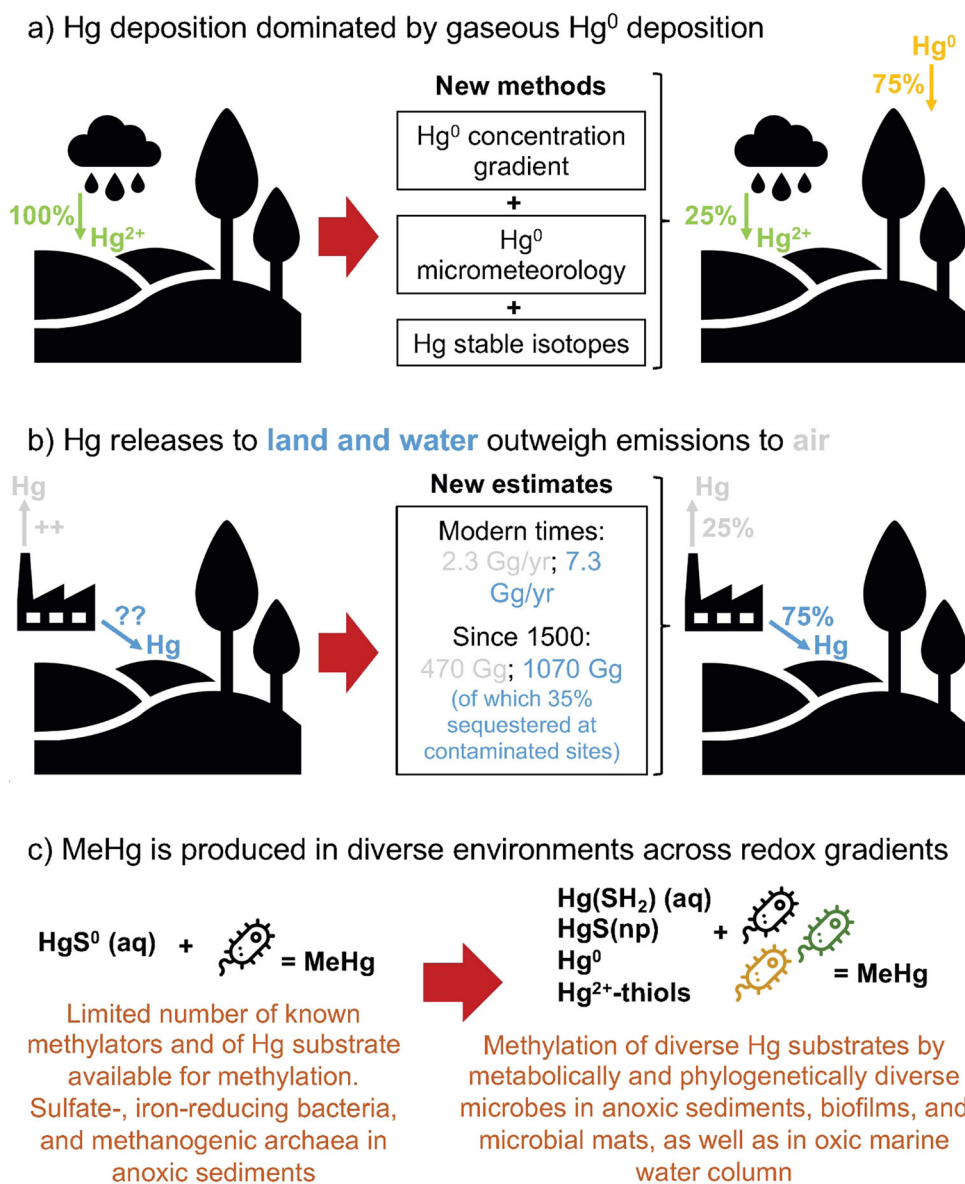 a) Hg deposition dominated by gaseous Hg⁰ deposition
100%
Hg²⁺
New methods
Hg⁰ concentration
gradient
+
Hg⁰
micrometeorology
+
Hg stable isotopes
Hg⁰
75%
25%
Hg²⁺
b) Hg releases to land and water outweigh emissions to air
Hg
++
??
Hg
New estimates
Modern times:
2.3 Gg/yr; 7.3
Gg/yr
Since 1500:
470 Gg; 1070 Gg
(of which 35%
sequestered at
contaminated sites)
Hg
25%
75%
Hg
c) MeHg is produced in diverse environments across redox gradients
HgS⁰ (aq) +
= MeHg
Limited number of known
methylators and of Hg substrate
available for methylation.
Sulfate-, iron-reducing bacteria,
and methanogenic archaea in
anoxic sediments
Hg(SH₂) (aq)
HgS(np) +
Hg⁰
Hg²⁺-thiols
= MeHg
Methylation of diverse Hg substrates by
metabolically and phylogenetically diverse
microbes in anoxic sediments, biofilms, and
microbial mats, as well as in oxic marine
water column